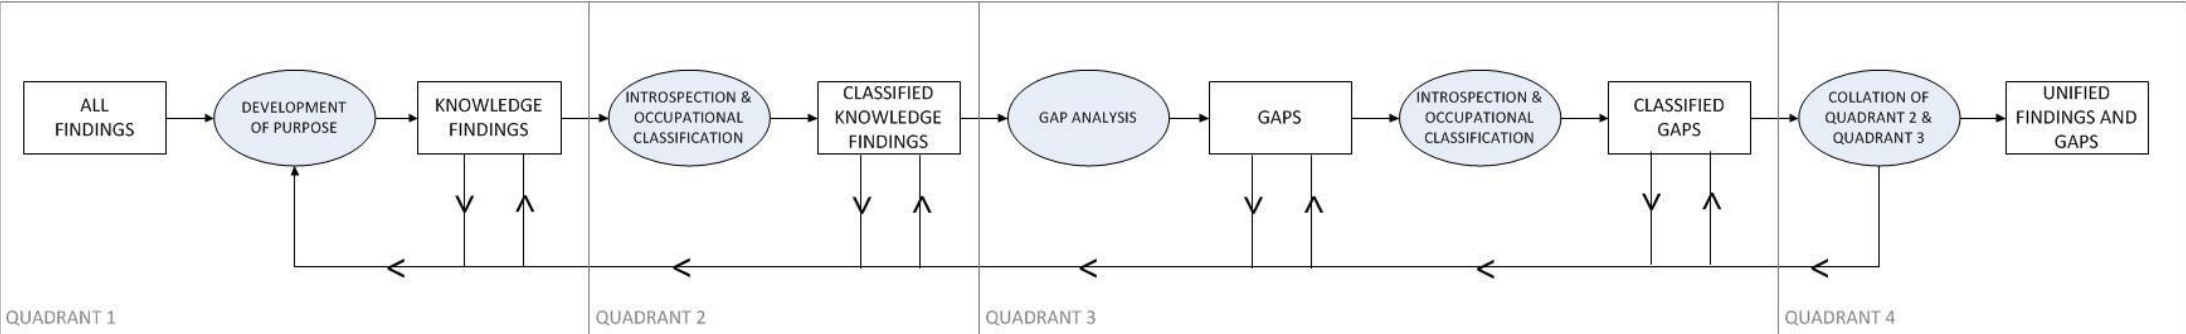 ALL
FINDINGS
DEVELOPMENT
OF PURPOSE
KNOWLEDGE
FINDINGS
INTROSPECTION &
OCCUPATIONAL
CLASSIFICATION
CLASSIFIED
KNOWLEDGE
FINDINGS
GAP ANALYSIS
GAPS
INTROSPECTION &
OCCUPATIONAL
CLASSIFICATION
CLASSIFIED
GAPS
COLLATION OF
QUADRANT 2 &
QUADRANT 3
UNIFIED
FINDINGS AND
GAPS
QUADRANT 1
QUADRANT 2
QUADRANT 3
QUADRANT 4